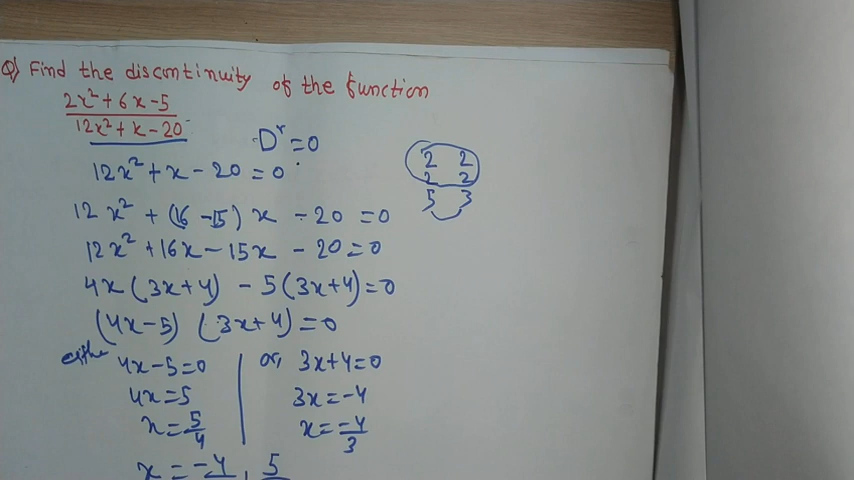 Q) Find the discontinuity of the function
2x² + 6x - 5
12x² + x - 20
Dʳ = 0
12x² + x - 20 = 0
12x² + (16 - 15) x - 20 = 0
12x² + 16x - 15x - 20 = 0
4x (3x + 4) - 5 (3x + 4) = 0
(4x - 5) (3x + 4) = 0
either 4x - 5 = 0 or, 3x + 4 = 0
4x = 5 3x = -4
x = 5/4 x = -4/3
x = -4 , 5
2 2
2 2
5 3